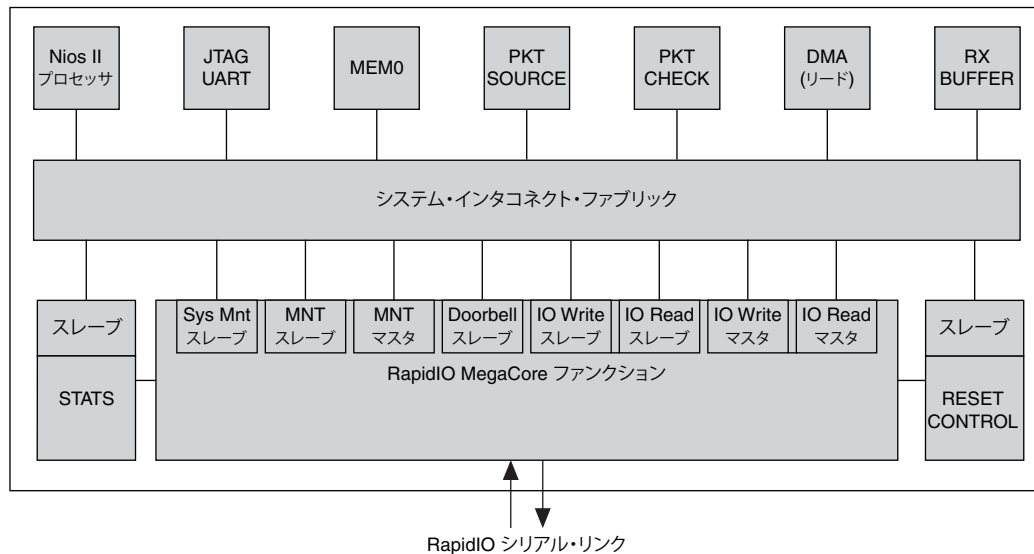 Nios II
プロセッサ
JTAG
UART
MEM0
PKT
SOURCE
PKT
CHECK
DMA
(リード)
RX
BUFFER
システム・インタコネクト・ファブリック
スレーブ
STATS
Sys Mnt
スレーブ
MNT
スレーブ
MNT
マスタ
Doorbell
スレーブ
IO Write
スレーブ
IO Read
スレーブ
IO Write
マスタ
IO Read
マスタ
RapidIO MegaCore ファンクション
スレーブ
RESET
CONTROL
RapidIO シリアル・リンク